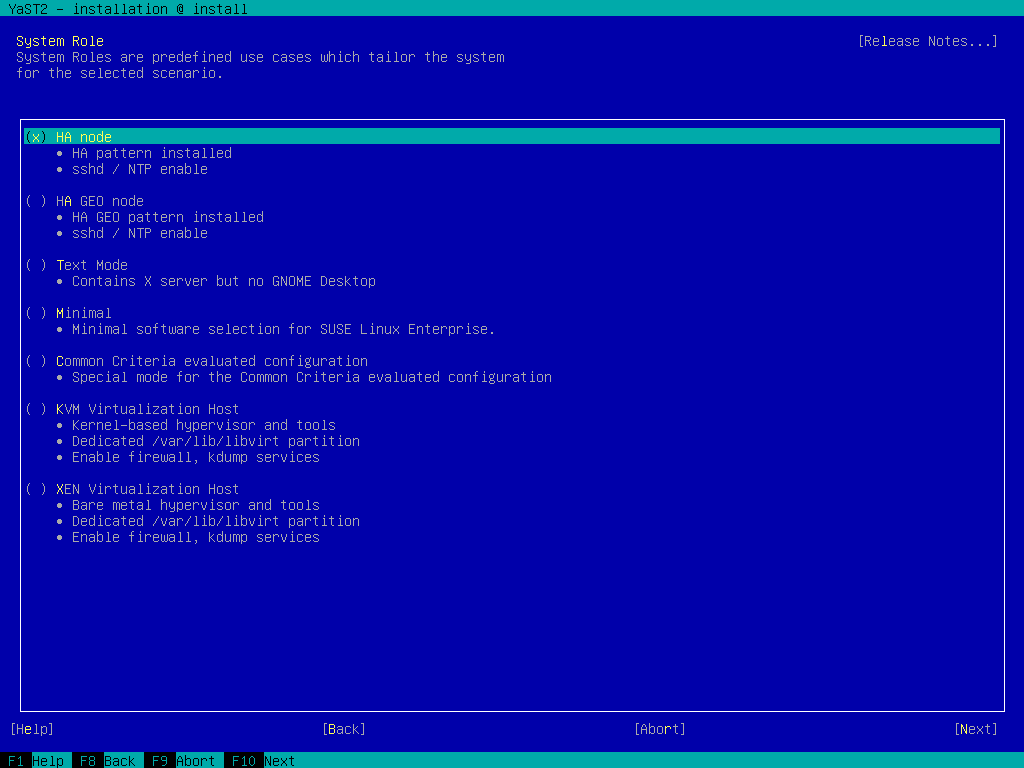 YaST2 - installation @ install
System Role [Release Notes...]
System Roles are predefined use cases which tailor the system
for the selected scenario.
(x) HA node
• HA pattern installed
• sshd / NTP enable
( ) HA GEO node
• HA GEO pattern installed
• sshd / NTP enable
( ) Text Mode
• Contains X server but no GNOME Desktop
( ) Minimal
• Minimal software selection for SUSE Linux Enterprise.
( ) Common Criteria evaluated configuration
• Special mode for the Common Criteria evaluated configuration
( ) KVM Virtualization Host
• Kernel-based hypervisor and tools
• Dedicated /var/lib/libvirt partition
• Enable firewall, kdump services
( ) XEN Virtualization Host
• Bare metal hypervisor and tools
• Dedicated /var/lib/libvirt partition
• Enable firewall, kdump services
[Help] [Back] [Abort] [Next]
F1 Help F8 Back F9 Abort F10 Next